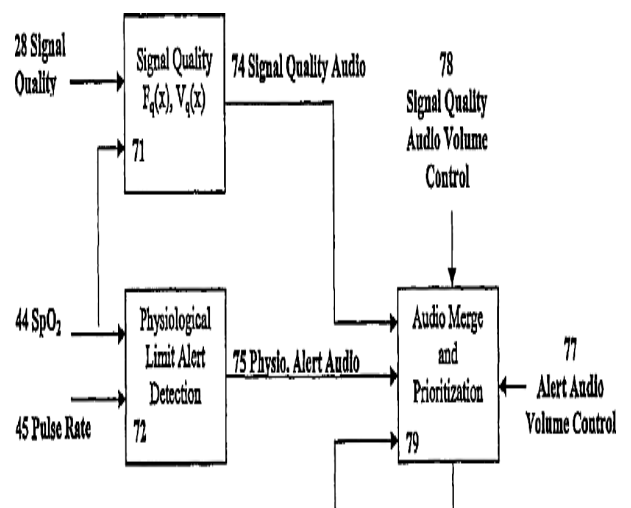 28 Signal
Quality
Signal Quality
Fq(x), Vq(x)
71
74 Signal Quality Audio
78
Signal Quality
Audio Volume
Control
44 SpO₂
45 Pulse Rate
Physiological
Limit Alert
Detection
72
75 Physio. Alert Audio
Audio Merge
and
Prioritization
79
77
Alert Audio
Volume Control